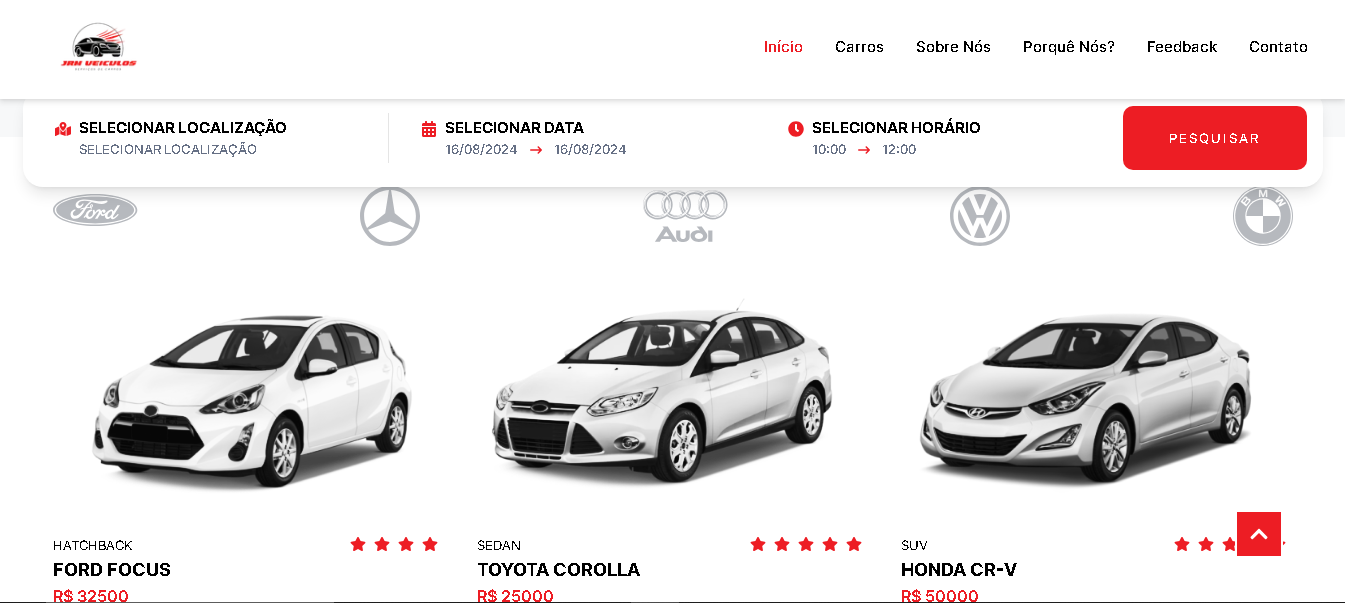 JRM VEICULOS
Início
Carros
Sobre Nós
Porquê Nós?
Feedback
Contato
SELECIONAR LOCALIZAÇÃO
SELECIONAR LOCALIZAÇÃO
SELECIONAR DATA
16/08/2024 → 16/08/2024
SELECIONAR HORÁRIO
10:00 → 12:00
PESQUISAR
Ford
Audi
BMW
HATCHBACK
FORD FOCUS
R$ 32500
SEDAN
TOYOTA COROLLA
R$ 25000
SUV
HONDA CR-V
R$ 50000